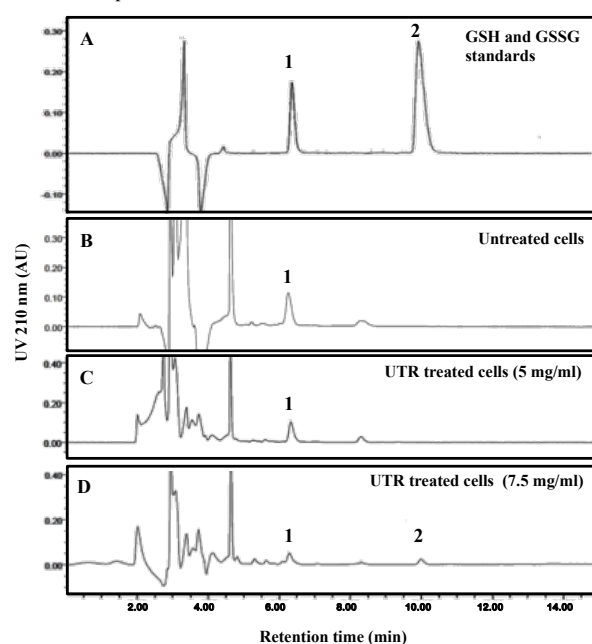 A
1
2
GSH and GSSG
standards
0.30
0.20
0.10
0.00
-0.10
B
Untreated cells
1
0.30
0.20
0.10
0.00
UV 210 nm (AU)
C
UTR treated cells (5 mg/ml)
1
0.40
0.20
0.00
D
UTR treated cells (7.5 mg/ml)
1
2
0.40
0.20
0.00
2.00 4.00 6.00 8.00 10.00 12.00 14.00
Retention time (min)